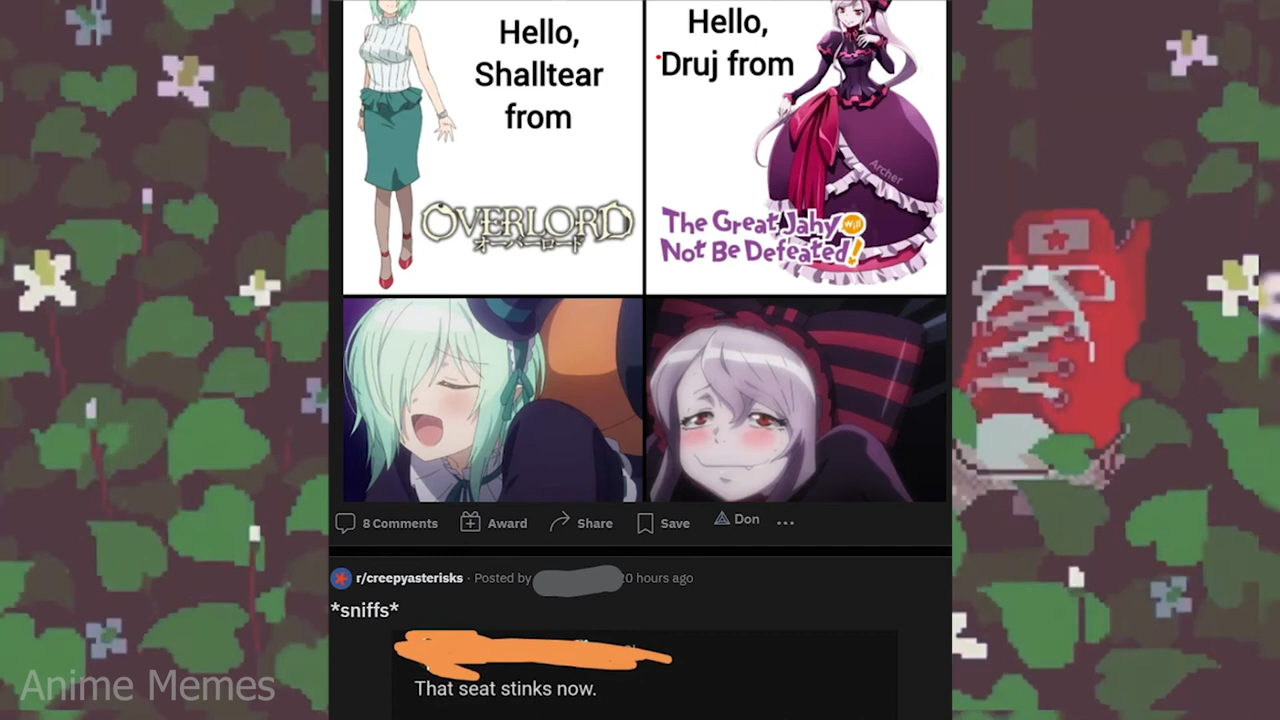 Hello,
Shalltear
from
OVERLORD
オーバーロード
Hello,
Druj from
Archer
The Great Jahy Will
Not Be Defeated!
8 Comments
Award
Share
Save
Don
...
r/creepyasterisks · Posted by
0 hours ago
*sniffs*
That seat stinks now.
Anime Memes